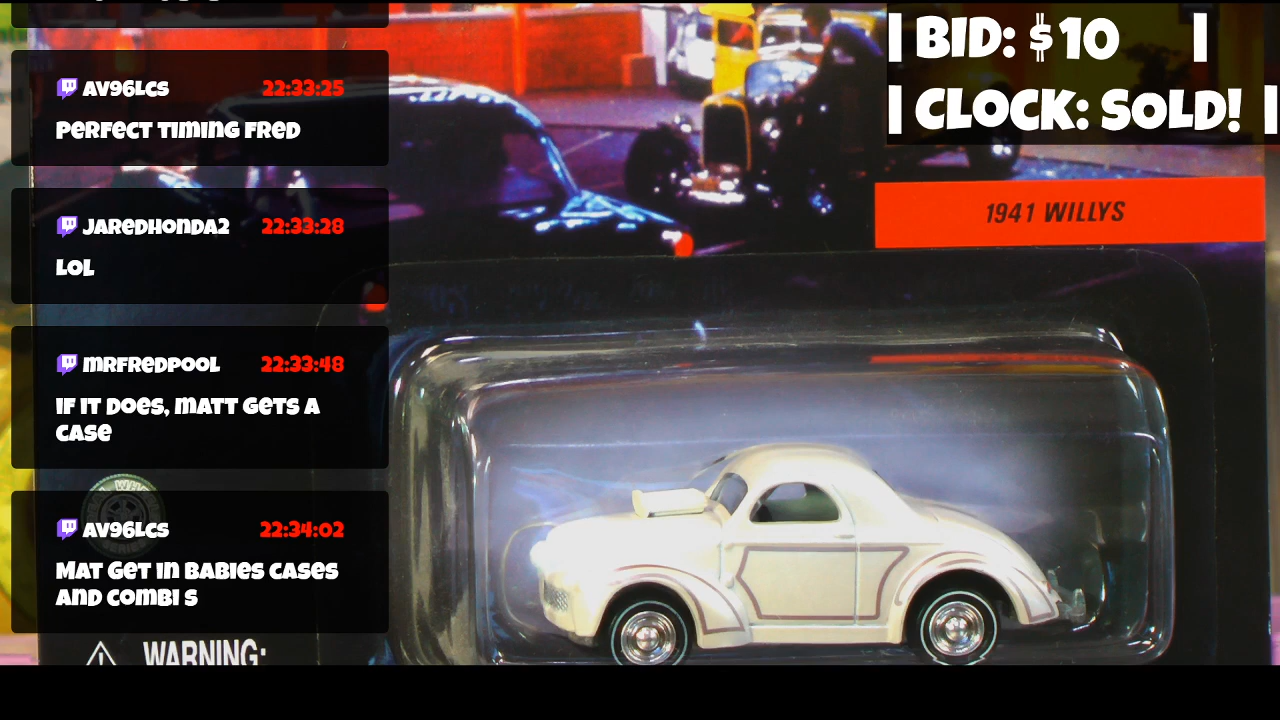 AV96LCS 22:33:25
PERFECT TIMING FRED
JAREDHONDA2 22:33:28
LOL
MRFREDPOOL 22:33:48
IF IT DOES, MATT GETS A
CASE
AV96LCS 22:34:02
MAT GET IN BABIES CASES
AND COMBI S
WARNING:
| BID: $10 |
| CLOCK: SOLD! |
1941 WILLYS